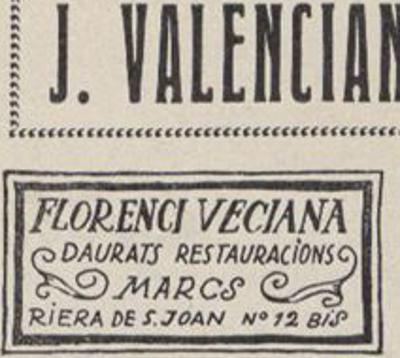 J. VALENCIAN
FLORENCI VECIANA
DAURATS RESTAURACIONS
MARCS
RIERA DE S. JOAN Nº 12 BIS